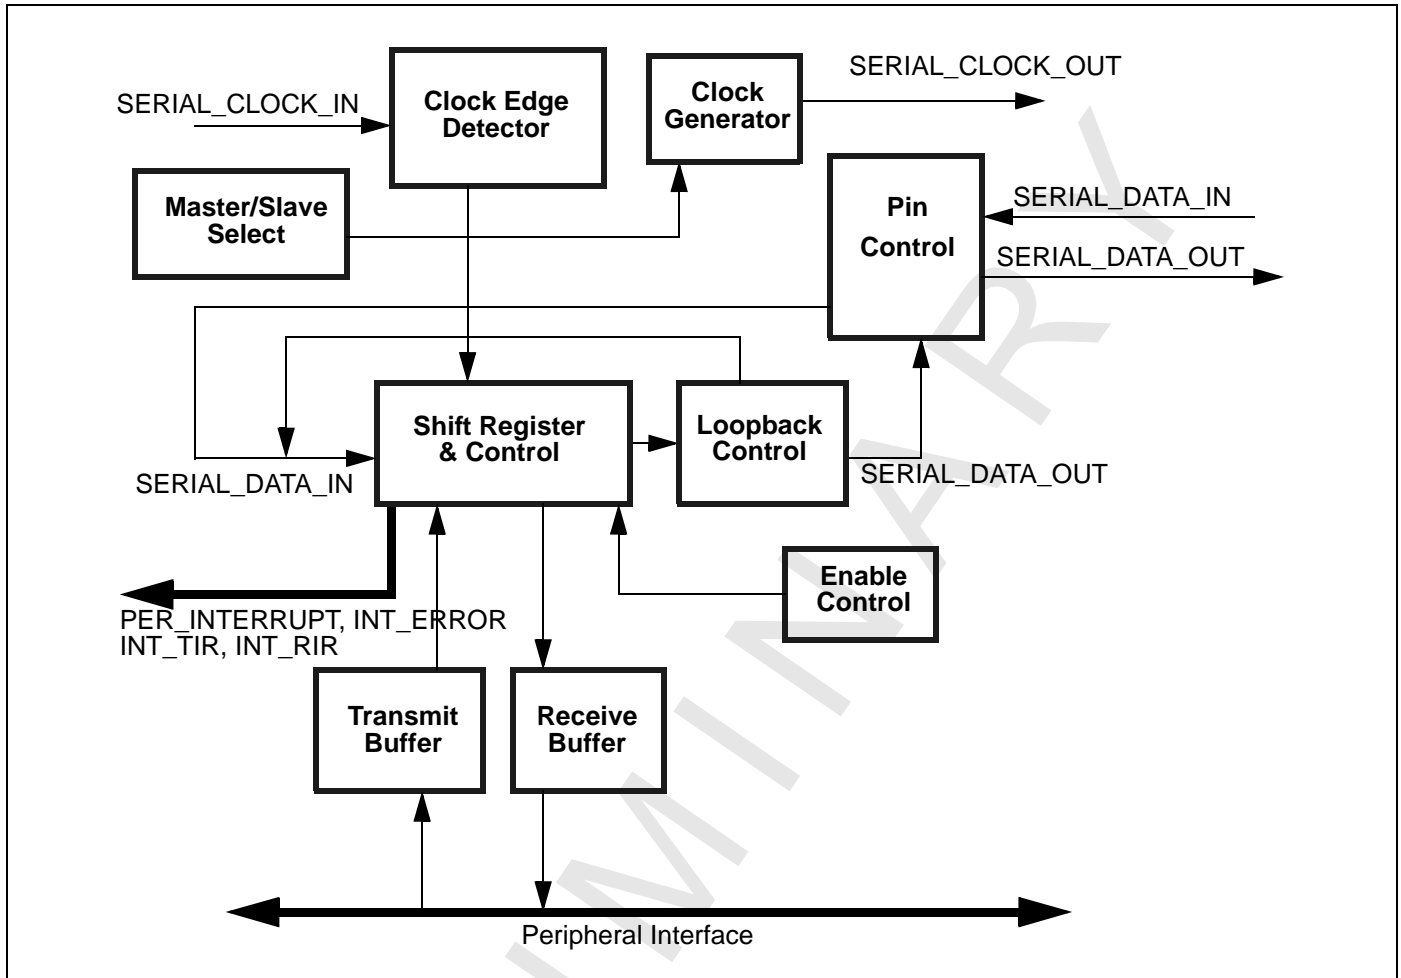 SERIAL_CLOCK_OUT
SERIAL_CLOCK_IN
Clock Edge
Detector
Clock
Generator
Master/Slave
Select
Pin
Control
SERIAL_DATA_IN
SERIAL_DATA_OUT
Shift Register
& Control
Loopback
Control
SERIAL_DATA_IN
SERIAL_DATA_OUT
Enable
Control
PER_INTERRUPT, INT_ERROR
INT_TIR, INT_RIR
Transmit
Buffer
Receive
Buffer
Peripheral Interface
IMINARY